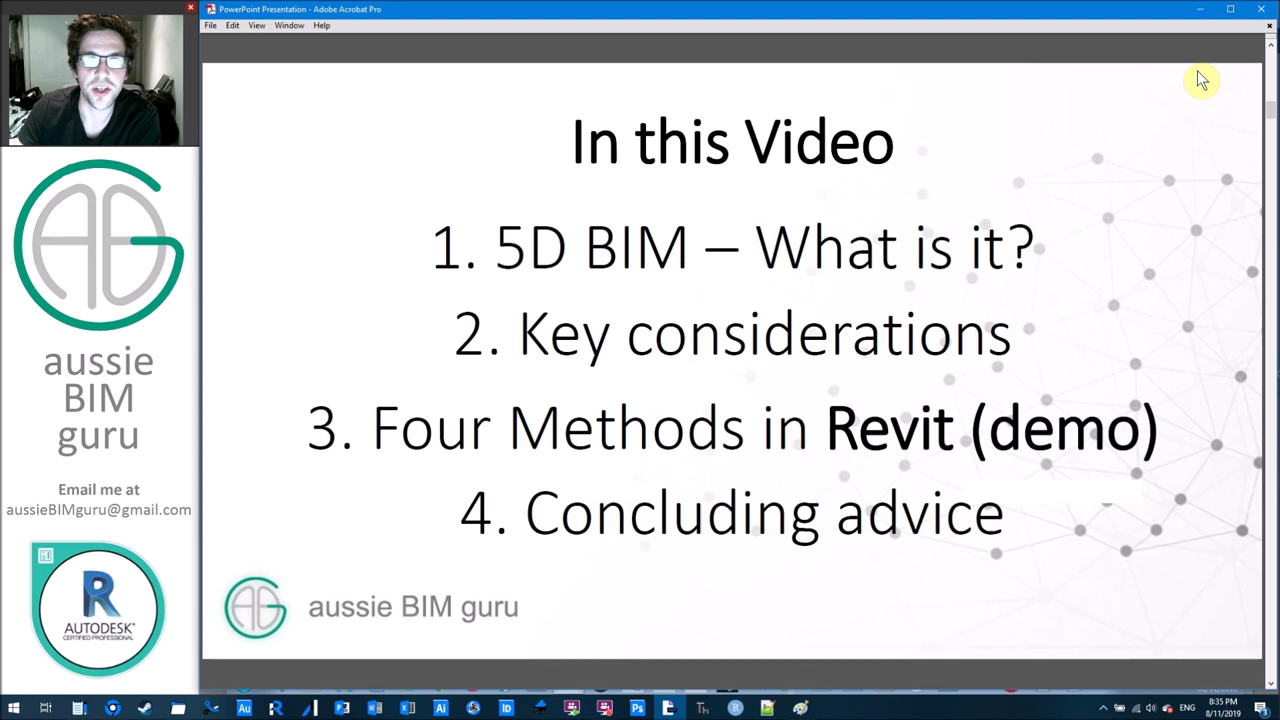 PowerPoint Presentation - Adobe Acrobat Pro
File Edit View Window Help
In this Video
1. 5D BIM – What is it?
2. Key considerations
3. Four Methods in Revit (demo)
4. Concluding advice
aussie BIM guru
AG
aussie
BIM
guru
Email me at
aussieBIMguru@gmail.com
R
AUTODESK
CERTIFIED PROFESSIONAL
ENG
8:35 PM
8/11/2019